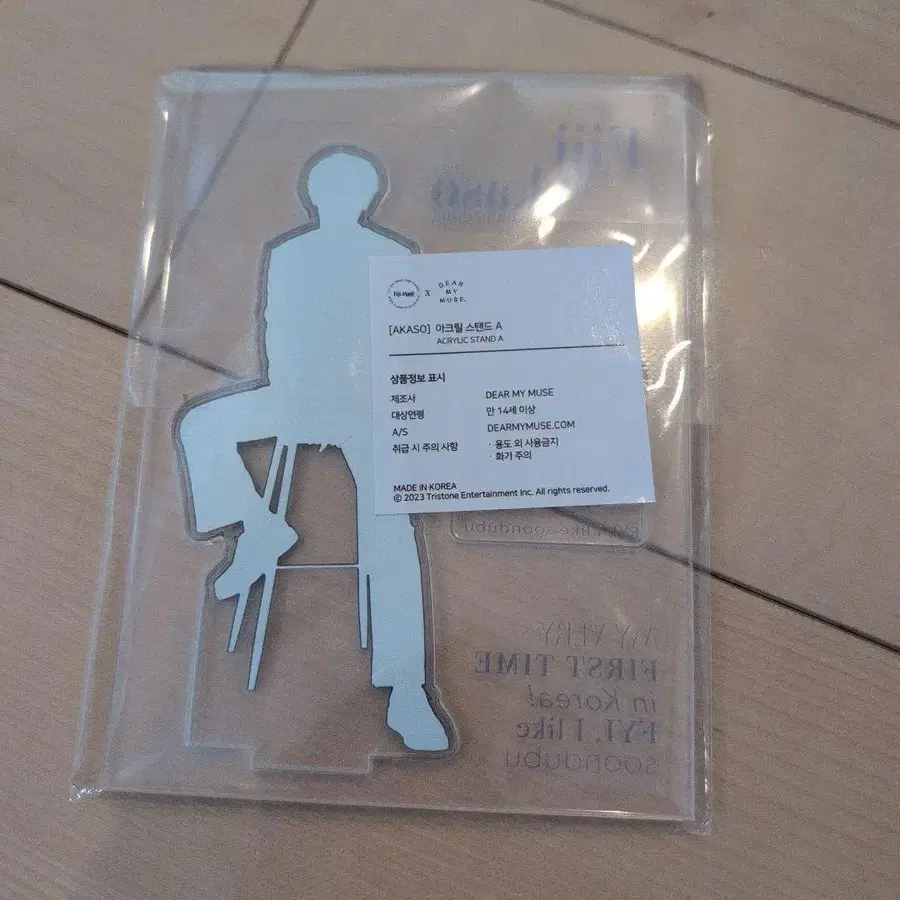 Eiji
DEAR
MY
MUSE.
X
[AKASO] 아크릴 스탠드 A
ACRYLIC STAND A
상품정보 표시
제조사 DEAR MY MUSE
대상연령 만 14세 이상
A/S DEARMYMUSE.COM
취급 시 주의 사항 · 용도 외 사용금지
· 화기 주의
MADE IN KOREA
© 2023 Tristone Entertainment Inc. All rights reserved.
FYI. I like soondubu
MY VERY
FIRST TIME
in Korea!
FYI. I like
soondubu